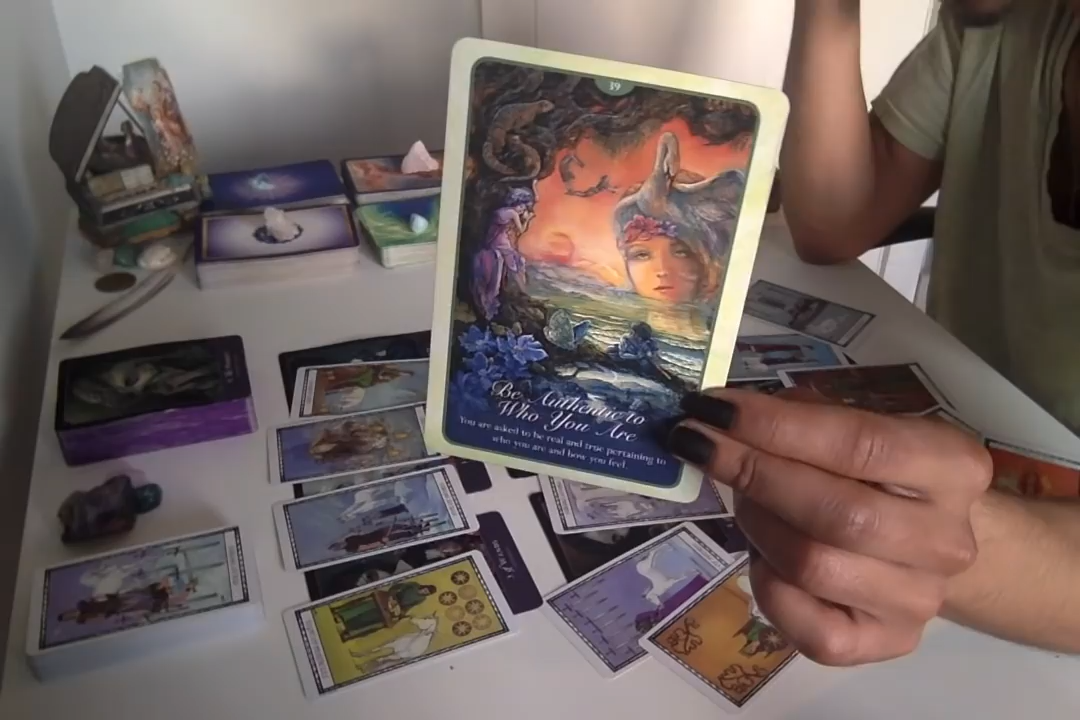 39
Be Authentic to
Who You Are
You are asked to be real and true pertaining to
who you are and how you feel.